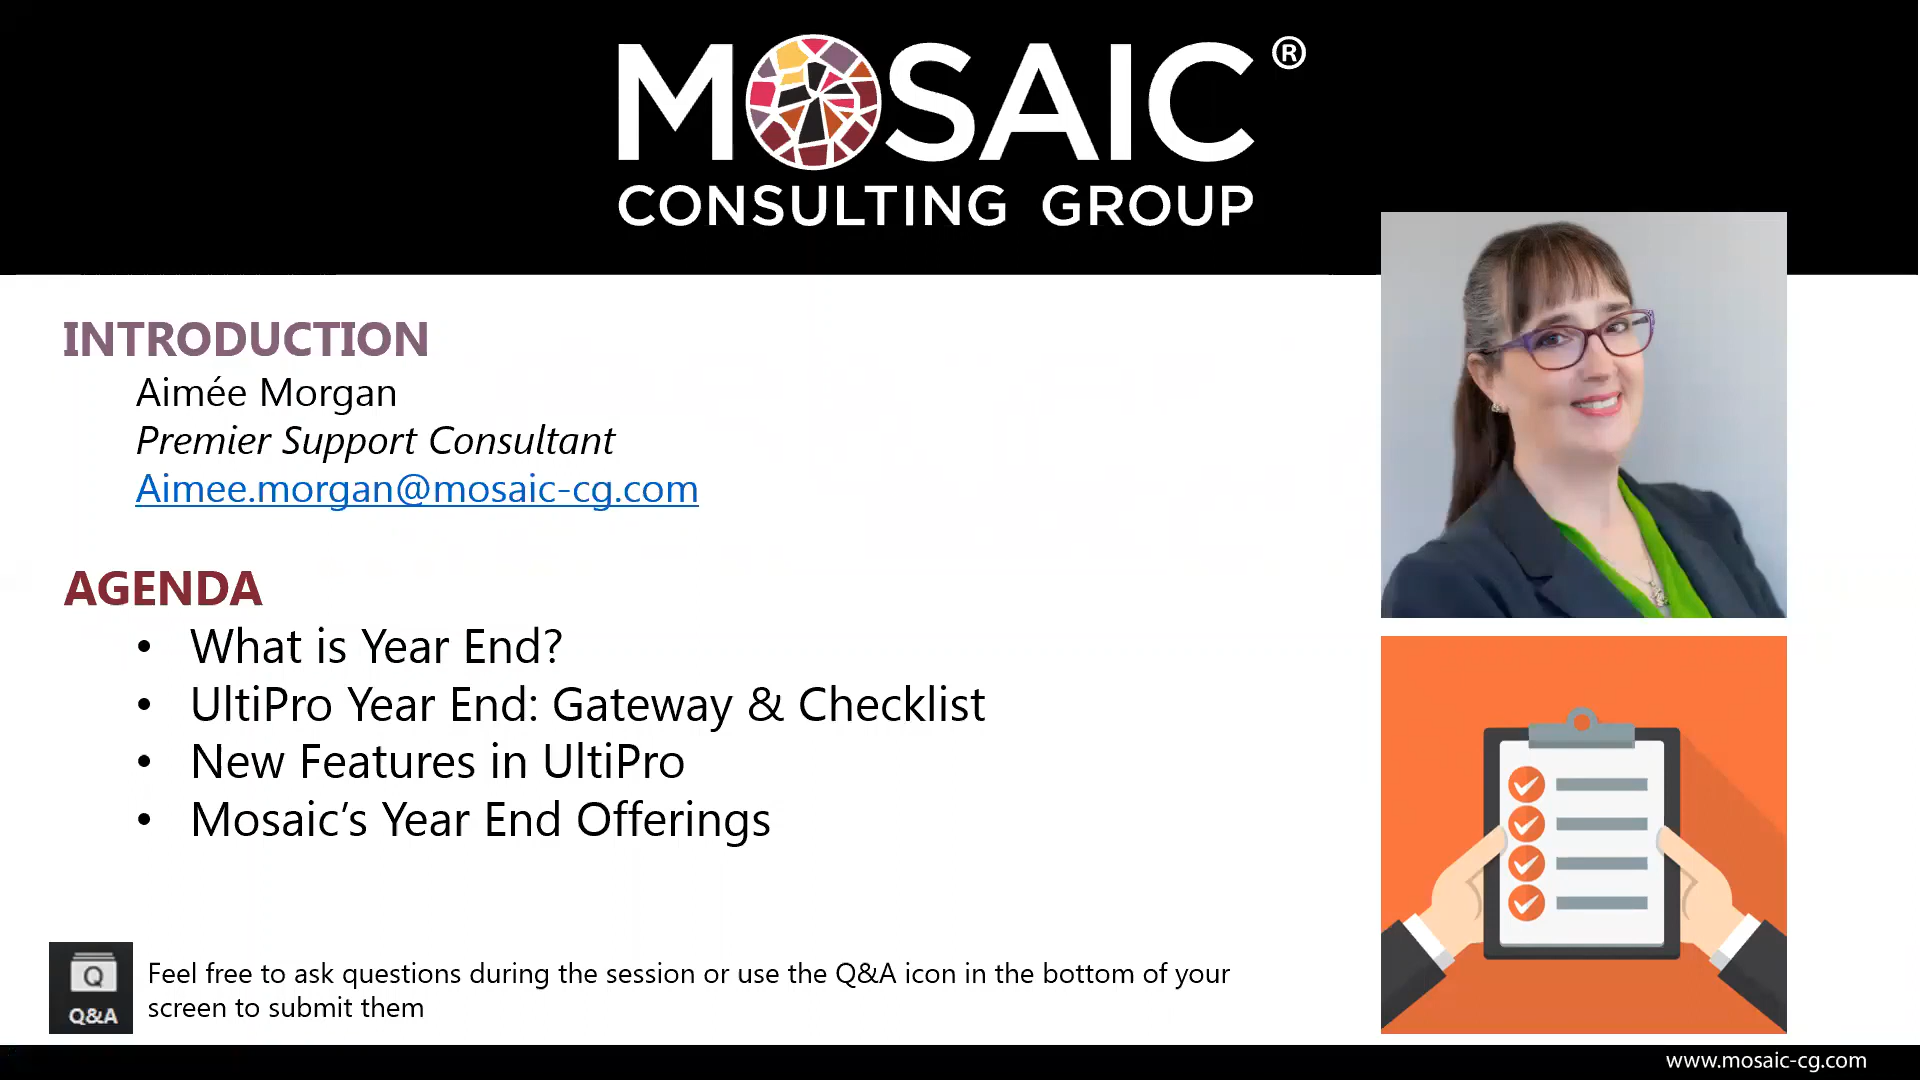 MOSAIC®
CONSULTING GROUP
INTRODUCTION
Aimée Morgan
Premier Support Consultant
Aimee.morgan@mosaic-cg.com
AGENDA
• What is Year End?
• UltiPro Year End: Gateway & Checklist
• New Features in UltiPro
• Mosaic’s Year End Offerings
Q
Q&A
Feel free to ask questions during the session or use the Q&A icon in the bottom of your
screen to submit them
www.mosaic-cg.com